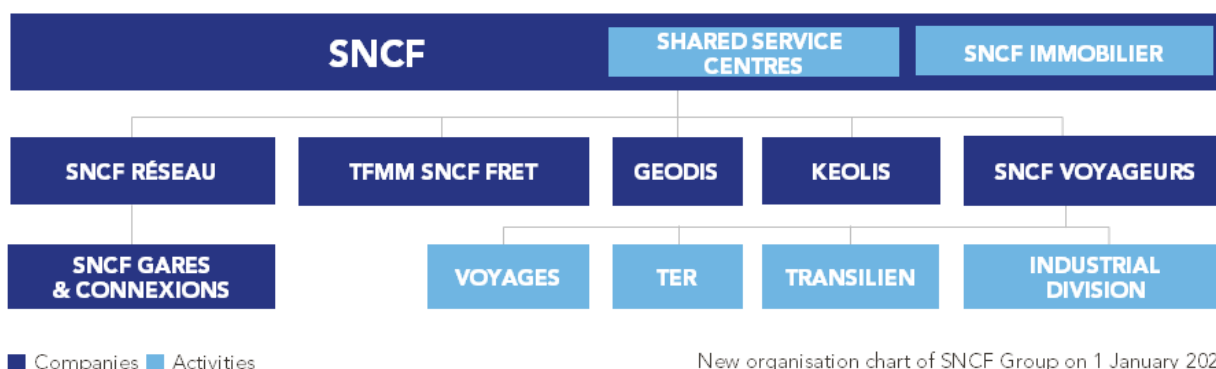 SNCF
SHARED SERVICE
CENTRES
SNCF IMMOBILIER
SNCF RÉSEAU
TFMM SNCF FRET
GEODIS
KEOLIS
SNCF VOYAGEURS
SNCF GARES
& CONNEXIONS
VOYAGES
TER
TRANSILIEN
INDUSTRIAL
DIVISION
Companies
Activities
New organisation chart of SNCF Group on 1 January 202